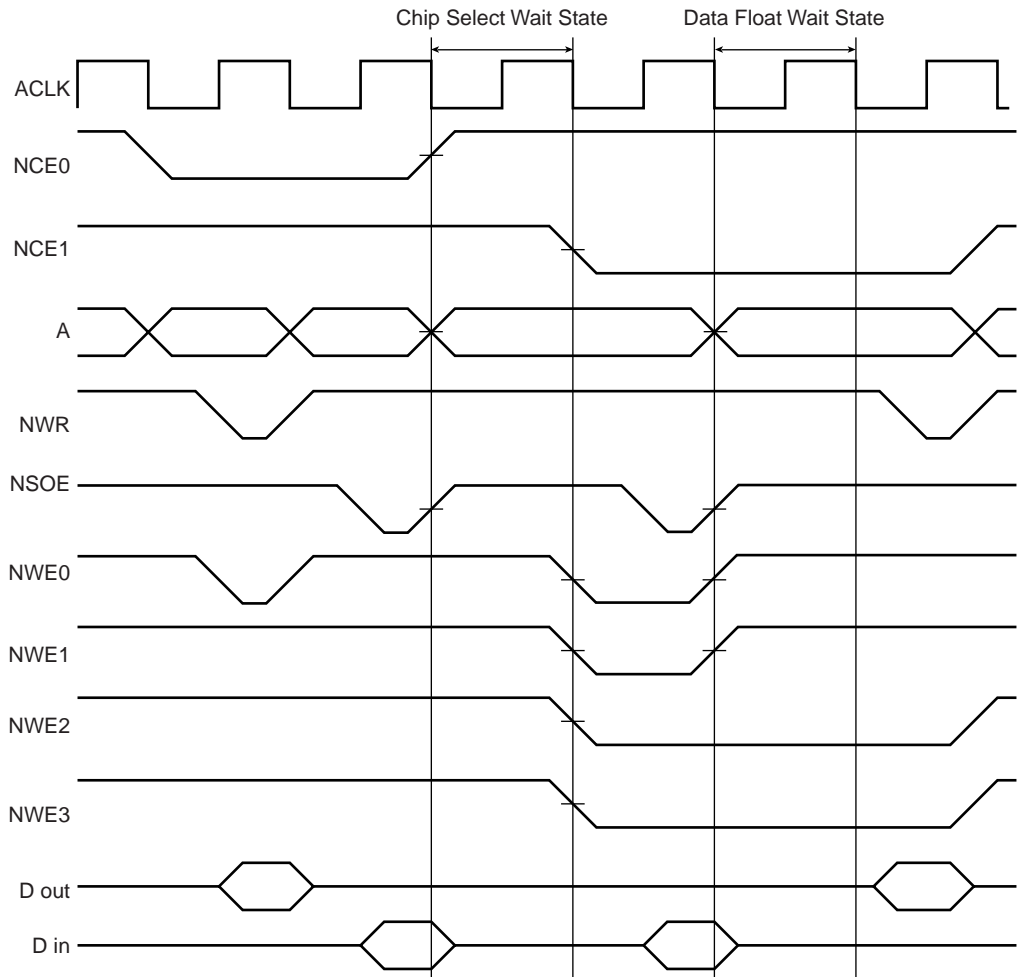 Chip Select Wait State
Data Float Wait State
ACLK
NCE0
NCE1
A
NWR
NSOE
NWE0
NWE1
NWE2
NWE3
D out
D in